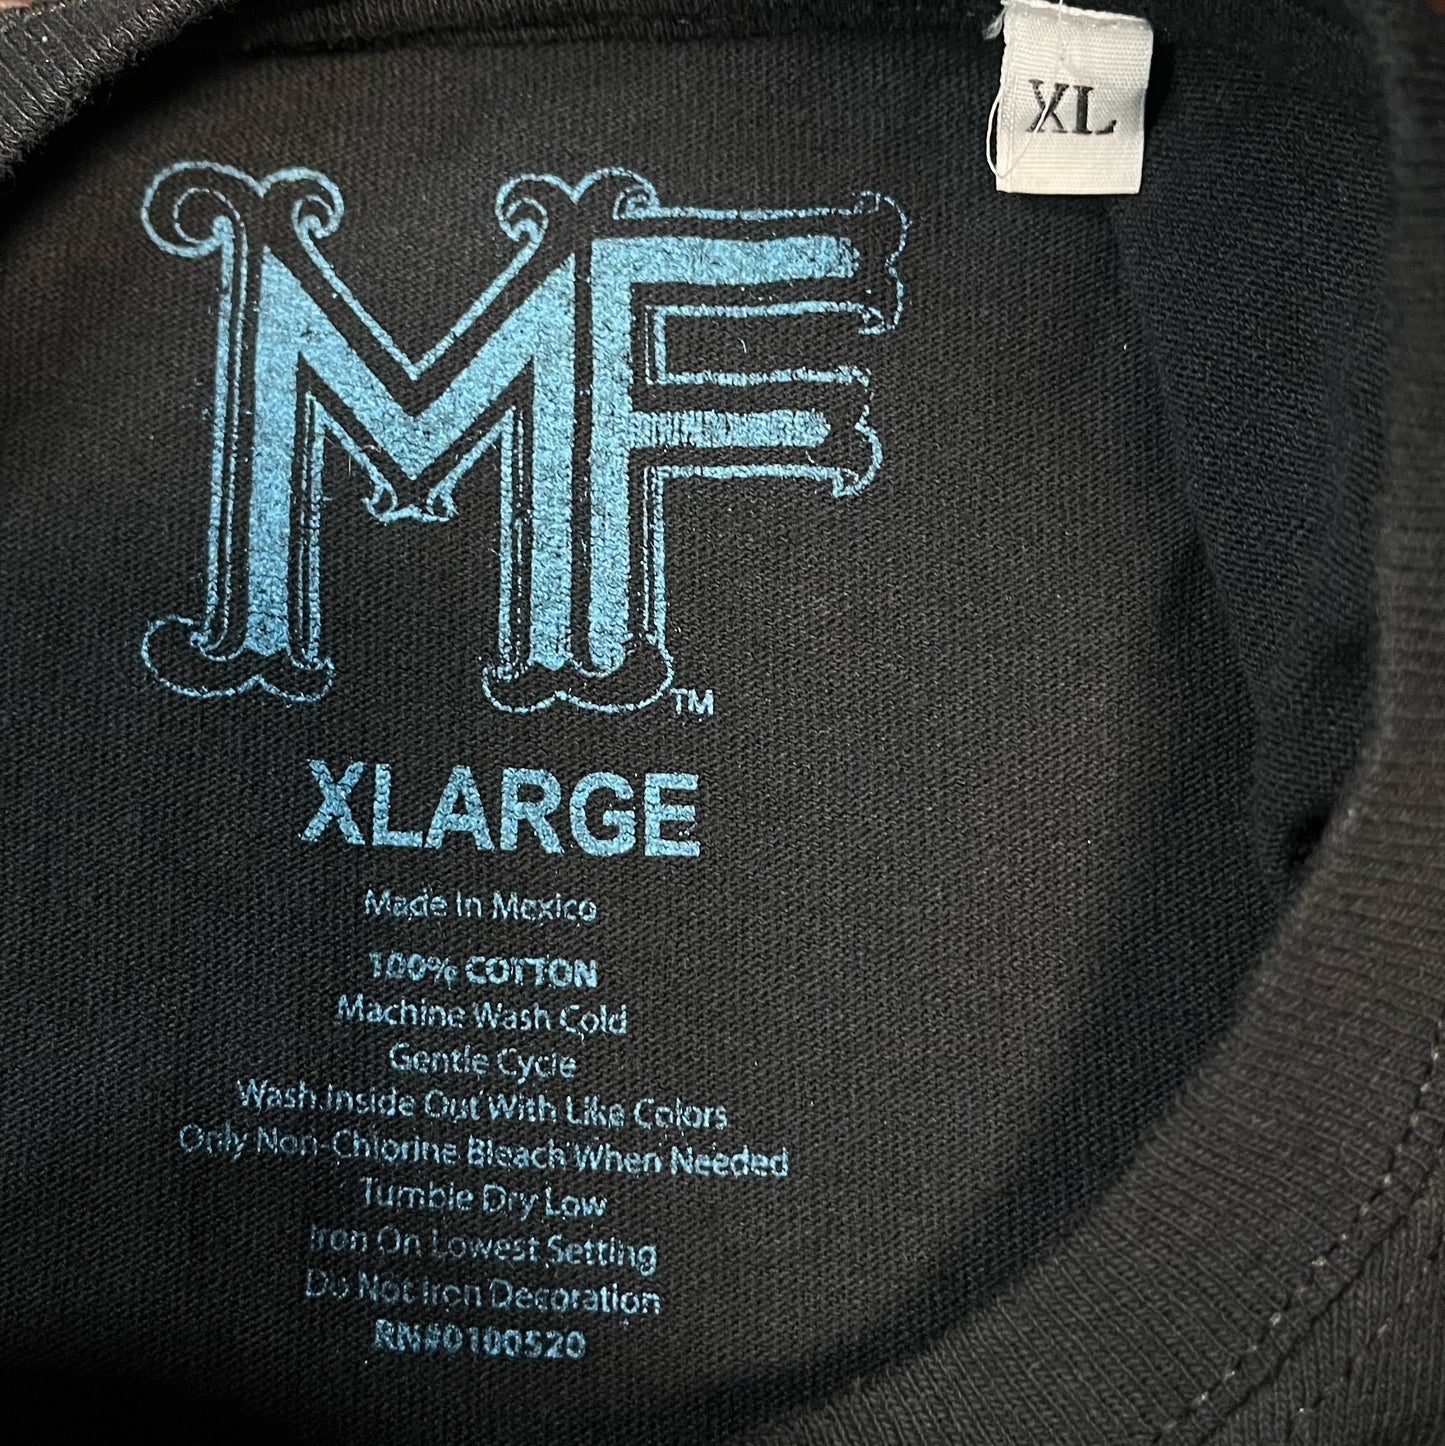 XL
MF
TM
XLARGE
Made In Mexico
100% COTTON
Machine Wash Cold
Gentle Cycle
Wash Inside Out With Like Colors
Only Non-Chlorine Bleach When Needed
Tumble Dry Low
Iron On Lowest Setting
Do Not Iron Decoration
RN#0100520